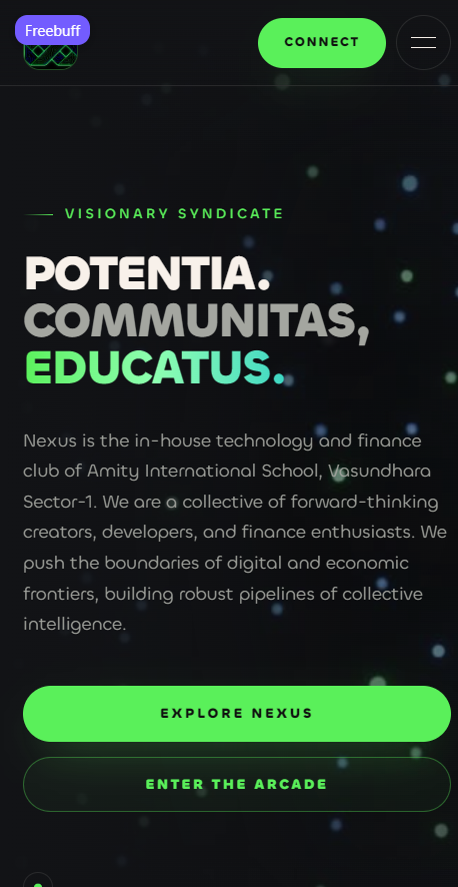 Freebuff
CONNECT
VISIONARY SYNDICATE
POTENTIA.
COMMUNITAS,
EDUCATUS.
Nexus is the in-house technology and finance
club of Amity International School, Vasundhara
Sector-1. We are a collective of forward-thinking
creators, developers, and finance enthusiasts. We
push the boundaries of digital and economic
frontiers, building robust pipelines of collective
intelligence.
EXPLORE NEXUS
ENTER THE ARCADE